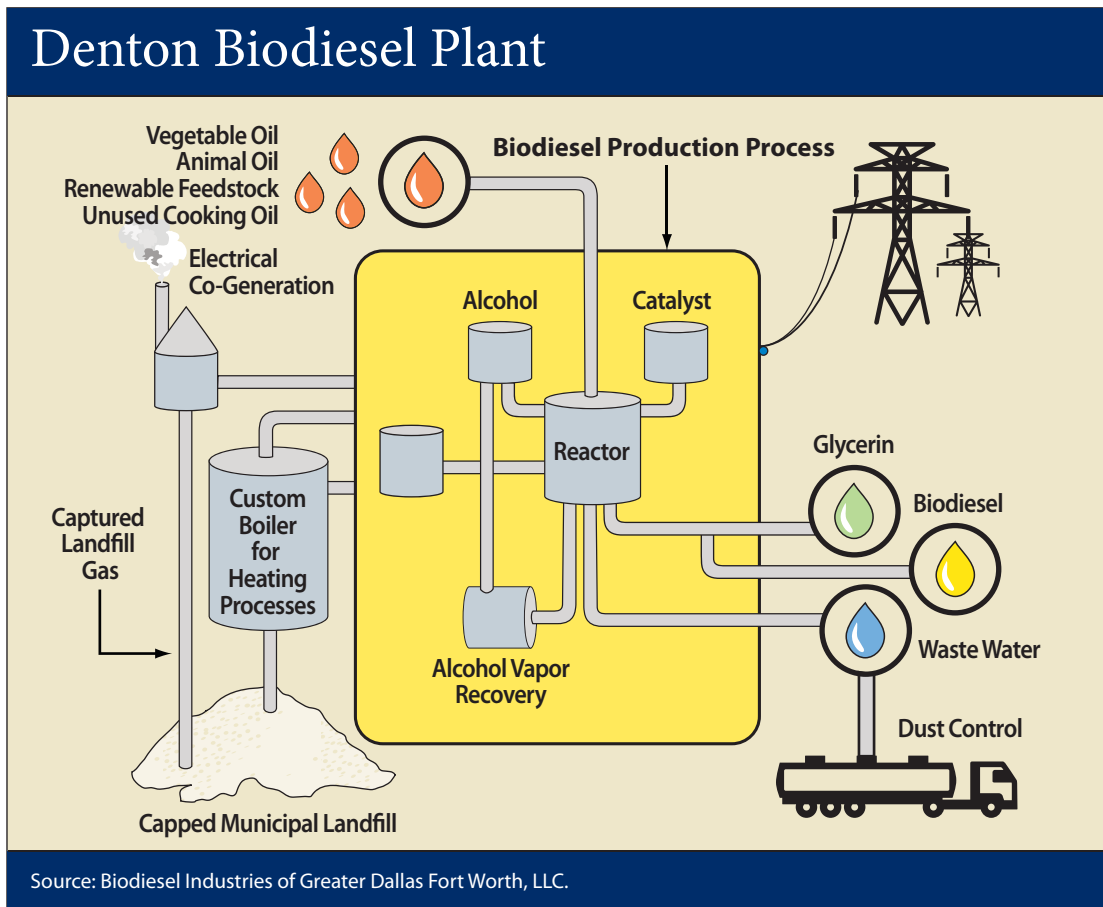 Denton Biodiesel Plant
Vegetable Oil
Animal Oil
Renewable Feedstock
Unused Cooking Oil
Biodiesel Production Process
Electrical
Co-Generation
Alcohol
Catalyst
Reactor
Glycerin
Biodiesel
Custom
Boiler
for
Heating
Processes
Captured
Landfill
Gas
Waste Water
Alcohol Vapor
Recovery
Dust Control
Capped Municipal Landfill
Source: Biodiesel Industries of Greater Dallas Fort Worth, LLC.